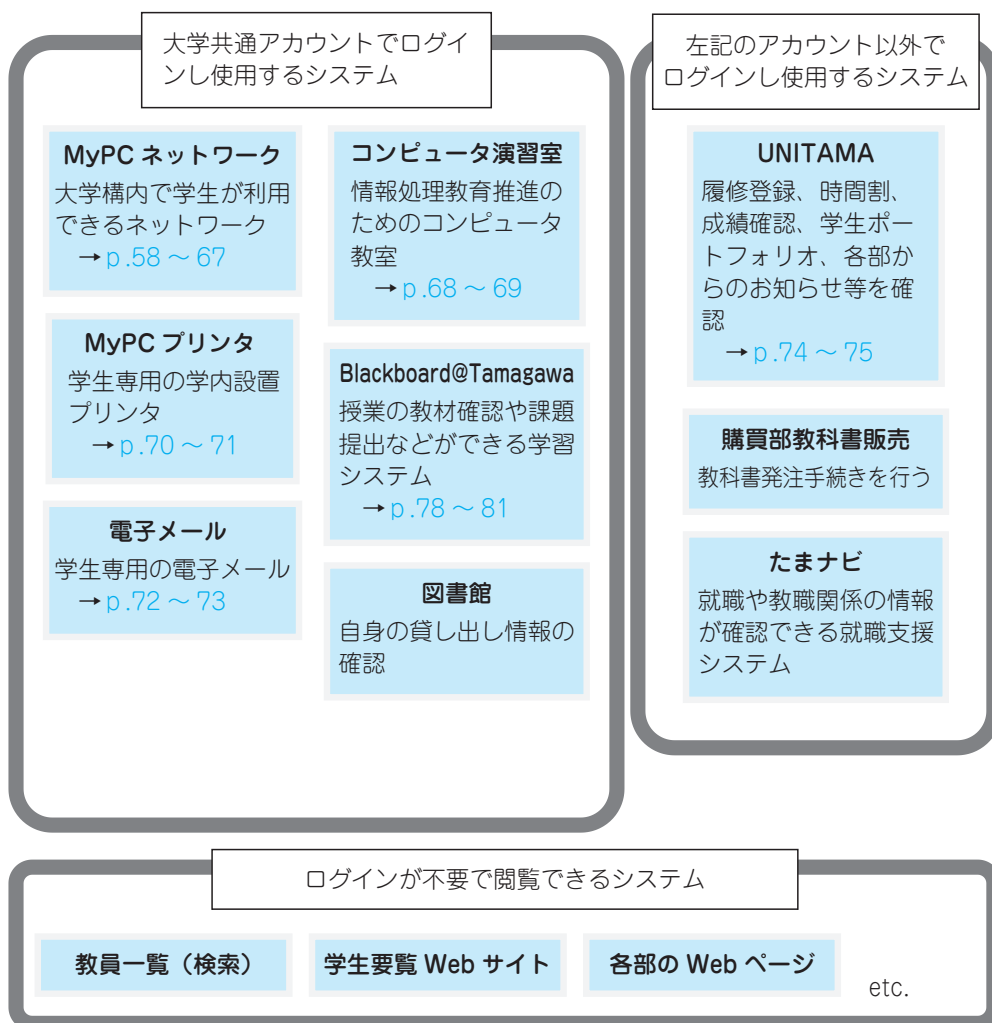 大学共通アカウントでログイ
ンし使用するシステム
MyPC ネットワーク
大学構内で学生が利用
できるネットワーク
→p.58 ～ 67
MyPC プリンタ
学生専用の学内設置
プリンタ
→p.70 ～ 71
電子メール
学生専用の電子メール
→p.72 ～ 73
コンピュータ演習室
情報処理教育推進の
ためのコンピュータ
教室
→p.68 ～ 69
Blackboard@Tamagawa
授業の教材確認や課題
提出などができる学習
システム
→p.78 ～ 81
図書館
自身の貸し出し情報の
確認
左記のアカウント以外で
ログインし使用するシステム
UNITAMA
履修登録、時間割、
成績確認、学生ポー
トフォリオ、各部か
らのお知らせ等を確
認
→p.74 ～ 75
購買部教科書販売
教科書発注手続きを行う
たまナビ
就職や教職関係の情報
が確認できる就職支援
システム
ログインが不要で閲覧できるシステム
教員一覧（検索）
学生要覧 Web サイト
各部の Web ページ
etc.